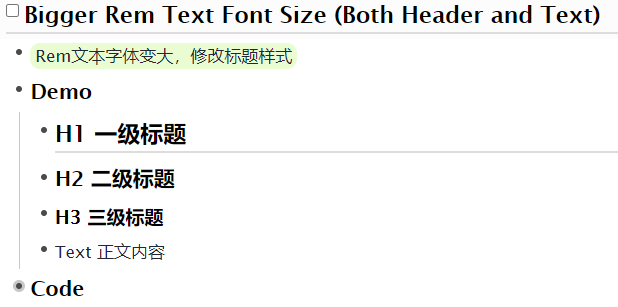 Bigger Rem Text Font Size (Both Header and Text)
Rem文本字体变大，修改标题样式
Demo
H1 一级标题
H2 二级标题
H3 三级标题
Text 正文内容
Code